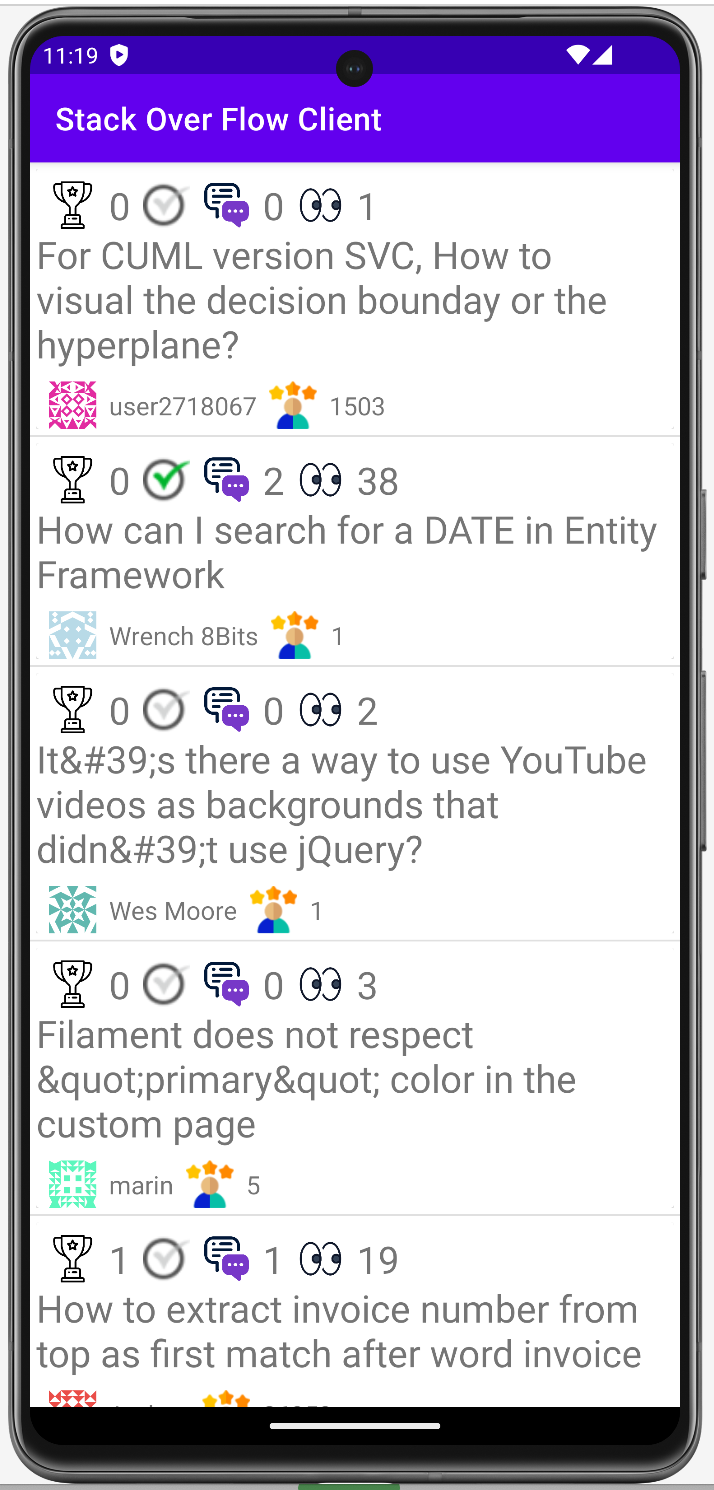 11:19
Stack Over Flow Client
0 0 1
For CUML version SVC, How to
visual the decision bounday or the
hyperplane?
user2718067 1503
0 2 38
How can I search for a DATE in Entity
Framework
Wrench 8Bits 1
0 0 2
It&#39;s there a way to use YouTube
videos as backgrounds that
didn&#39;t use jQuery?
Wes Moore 1
0 0 3
Filament does not respect
&quot;primary&quot; color in the
custom page
marin 5
1 1 19
How to extract invoice number from
top as first match after word invoice